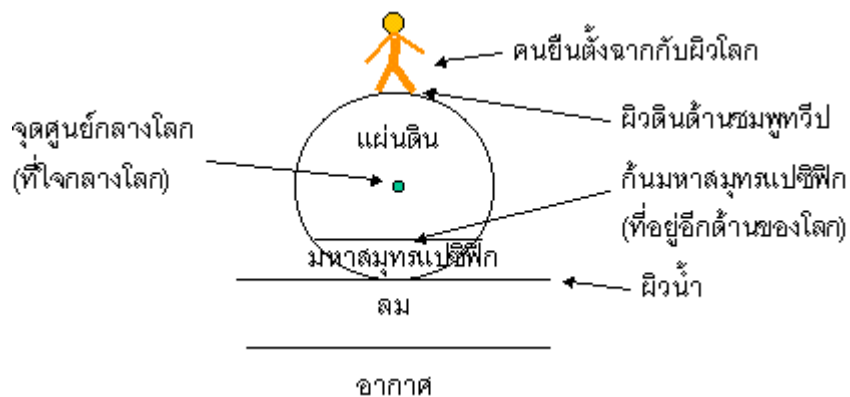 คนยืนตั้งฉากกับผิวโลก
ผิวดินด้านชมพูทวีป
จุดศูนย์กลางโลก
(ที่ใจกลางโลก)
แผ่นดิน
ก้นมหาสมุทรแปซิฟิก
(ที่อยู่อีกด้านของโลก)
มหาสมุทรแปซิฟิก
ผิวน้ำ
ลม
อากาศ